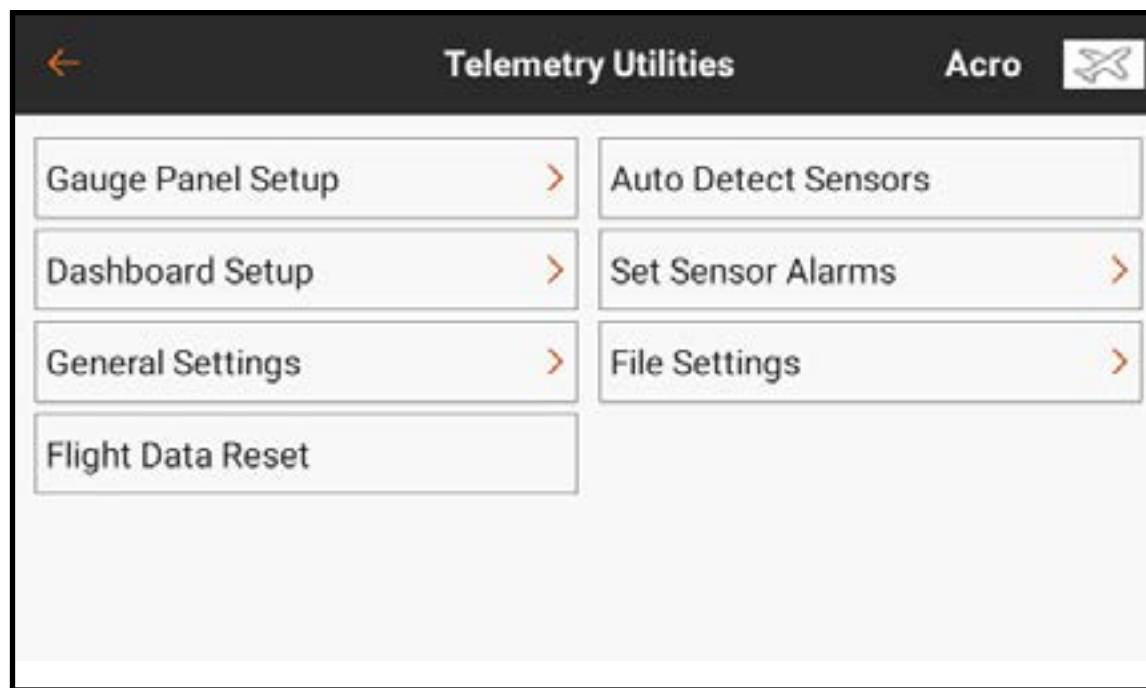 Telemetry Utilities Acro
Gauge Panel Setup
Auto Detect Sensors
Dashboard Setup
Set Sensor Alarms
General Settings
File Settings
Flight Data Reset